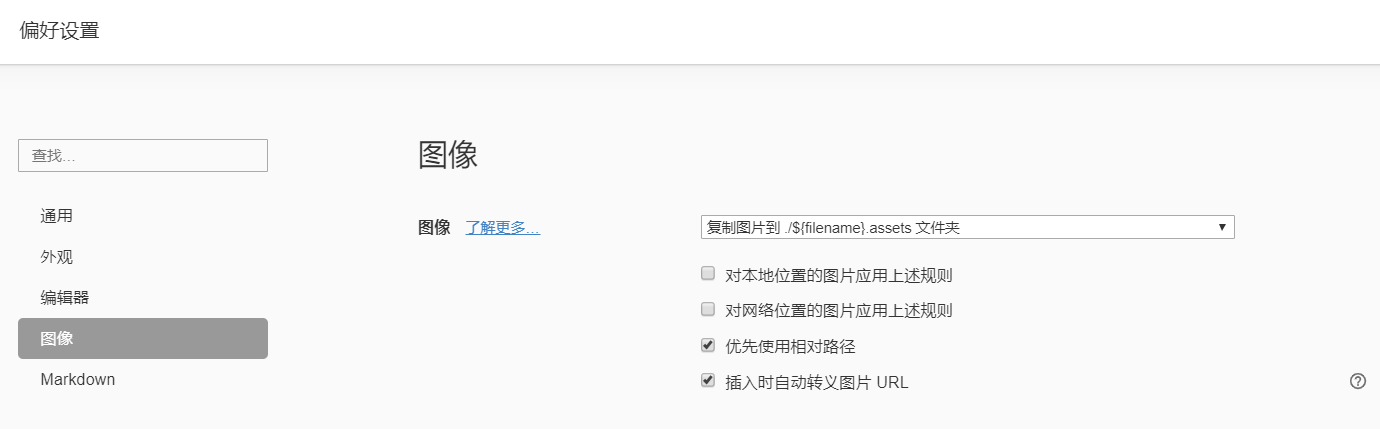 偏好设置
查找...
通用
外观
编辑器
图像
Markdown
图像
图像 了解更多...
复制图片到 ./${filename}.assets 文件夹
对本地位置的图片应用上述规则
对网络位置的图片应用上述规则
优先使用相对路径
插入时自动转义图片 URL